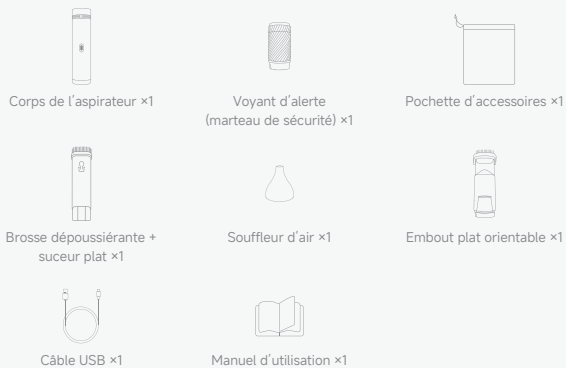 Corps de l'aspirateur ×1
Voyant d'alerte
(marteau de sécurité) ×1
Pochette d'accessoires ×1
Brosse dépoussiérante +
suceur plat ×1
Souffleur d'air ×1
Embout plat orientable ×1
Câble USB ×1
Manuel d'utilisation ×1